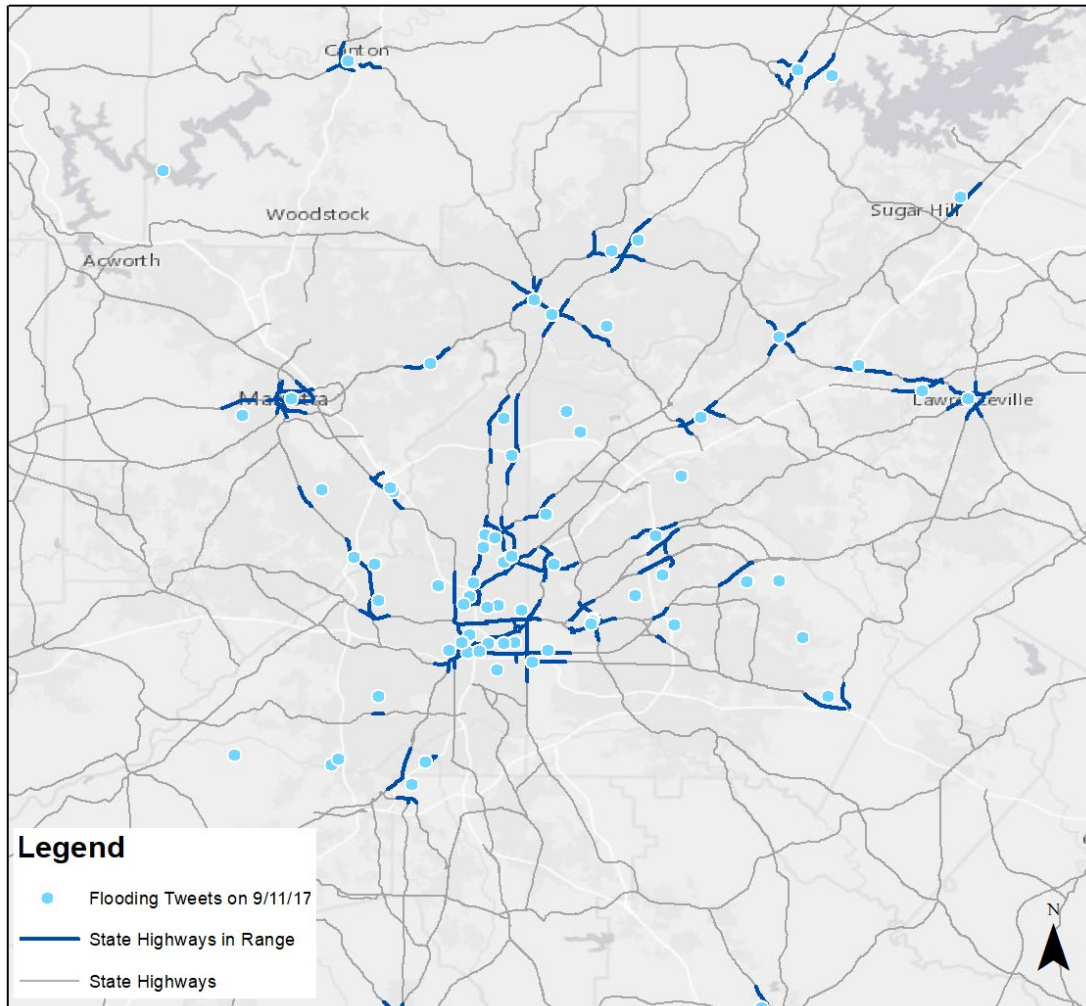 Canton
Sugar Hill
Woodstock
Acworth
Marietta
Lawrenceville
Legend
Flooding Tweets on 9/11/17
State Highways in Range
State Highways
N